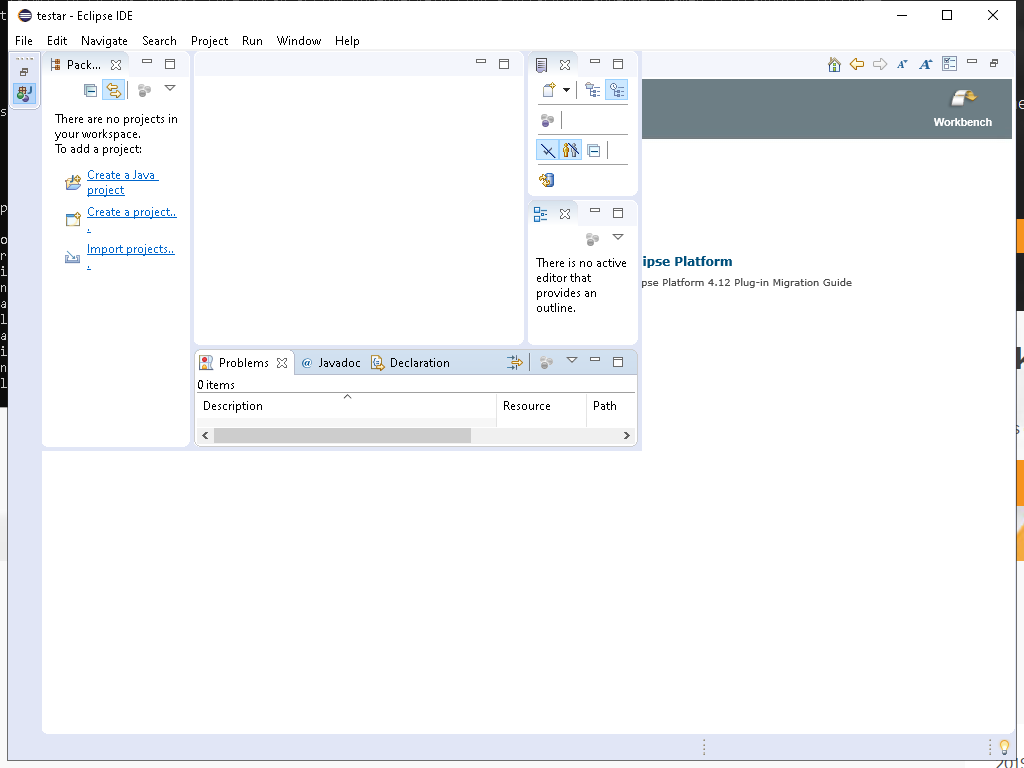 testar - Eclipse IDE
File Edit Navigate Search Project Run Window Help
Pack...
There are no projects in
your workspace.
To add a project:
Create a Java
project
Create a project..
.
Import projects..
.
There is no active
editor that
provides an
outline.
Workbench
ipse Platform
pse Platform 4.12 Plug-in Migration Guide
Problems @ Javadoc Declaration
0 items
Description Resource Path